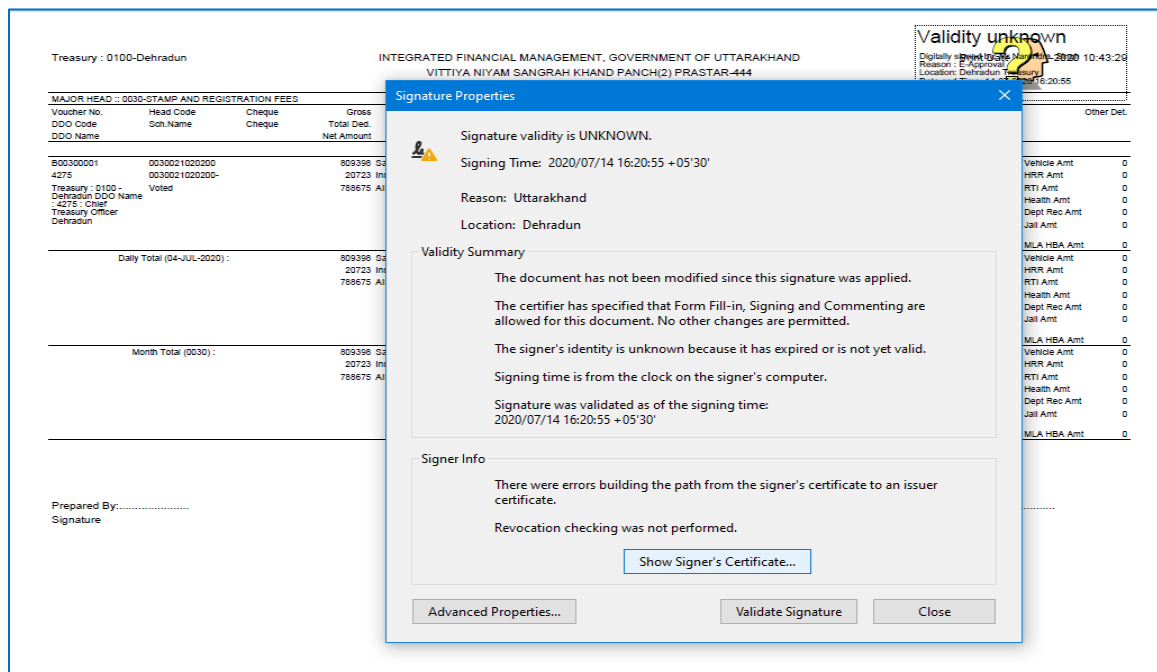 Validity unknown
Treasury : 0100-Dehradun
INTEGRATED FINANCIAL MANAGEMENT, GOVERNMENT OF UTTARAKHAND
Digitally signed by
-2020 10:43:29
Reason : E-Approval
Location: Dehradun Treasury
VITTIYA NIYAM SANGRAH KHAND PANCH(2) PRASTAR-444
16:20:55
MAJOR HEAD :: 0030-STAMP AND REGISTRATION FEES
Voucher No. Head Code Cheque Gross Other Det.
DDO Code Sch.Name Cheque Total Ded.
DDO Name Net Amount
B00300001 0030021020200 809398 Vehicle Amt 0
4275 0030021020200- 20723 HRR Amt 0
Treasury : 0100 - Voted 788675 RTI Amt 0
Dehradun DDO Name Health Amt 0
: 4275 : Chief
Treasury Officer Dept Rec Amt 0
Dehradun Jail Amt 0
MLA HBA Amt 0
Daily Total (04-JUL-2020) : 809398 Vehicle Amt 0
20723 HRR Amt 0
788675 RTI Amt 0
Health Amt 0
Dept Rec Amt 0
Jail Amt 0
MLA HBA Amt 0
Month Total (0030) : 809398 Vehicle Amt 0
20723 HRR Amt 0
788675 RTI Amt 0
Health Amt 0
Dept Rec Amt 0
Jail Amt 0
MLA HBA Amt 0
Prepared By:......................
Signature
Signature Properties
Signature validity is UNKNOWN.
Signing Time: 2020/07/14 16:20:55 +05'30'
Reason: Uttarakhand
Location: Dehradun
Validity Summary
The document has not been modified since this signature was applied.
The certifier has specified that Form Fill-in, Signing and Commenting are
allowed for this document. No other changes are permitted.
The signer's identity is unknown because it has expired or is not yet valid.
Signing time is from the clock on the signer's computer.
Signature was validated as of the signing time:
2020/07/14 16:20:55 +05'30'
Signer Info
There were errors building the path from the signer's certificate to an issuer
certificate.
Revocation checking was not performed.
Show Signer's Certificate...
Advanced Properties...
Validate Signature
Close